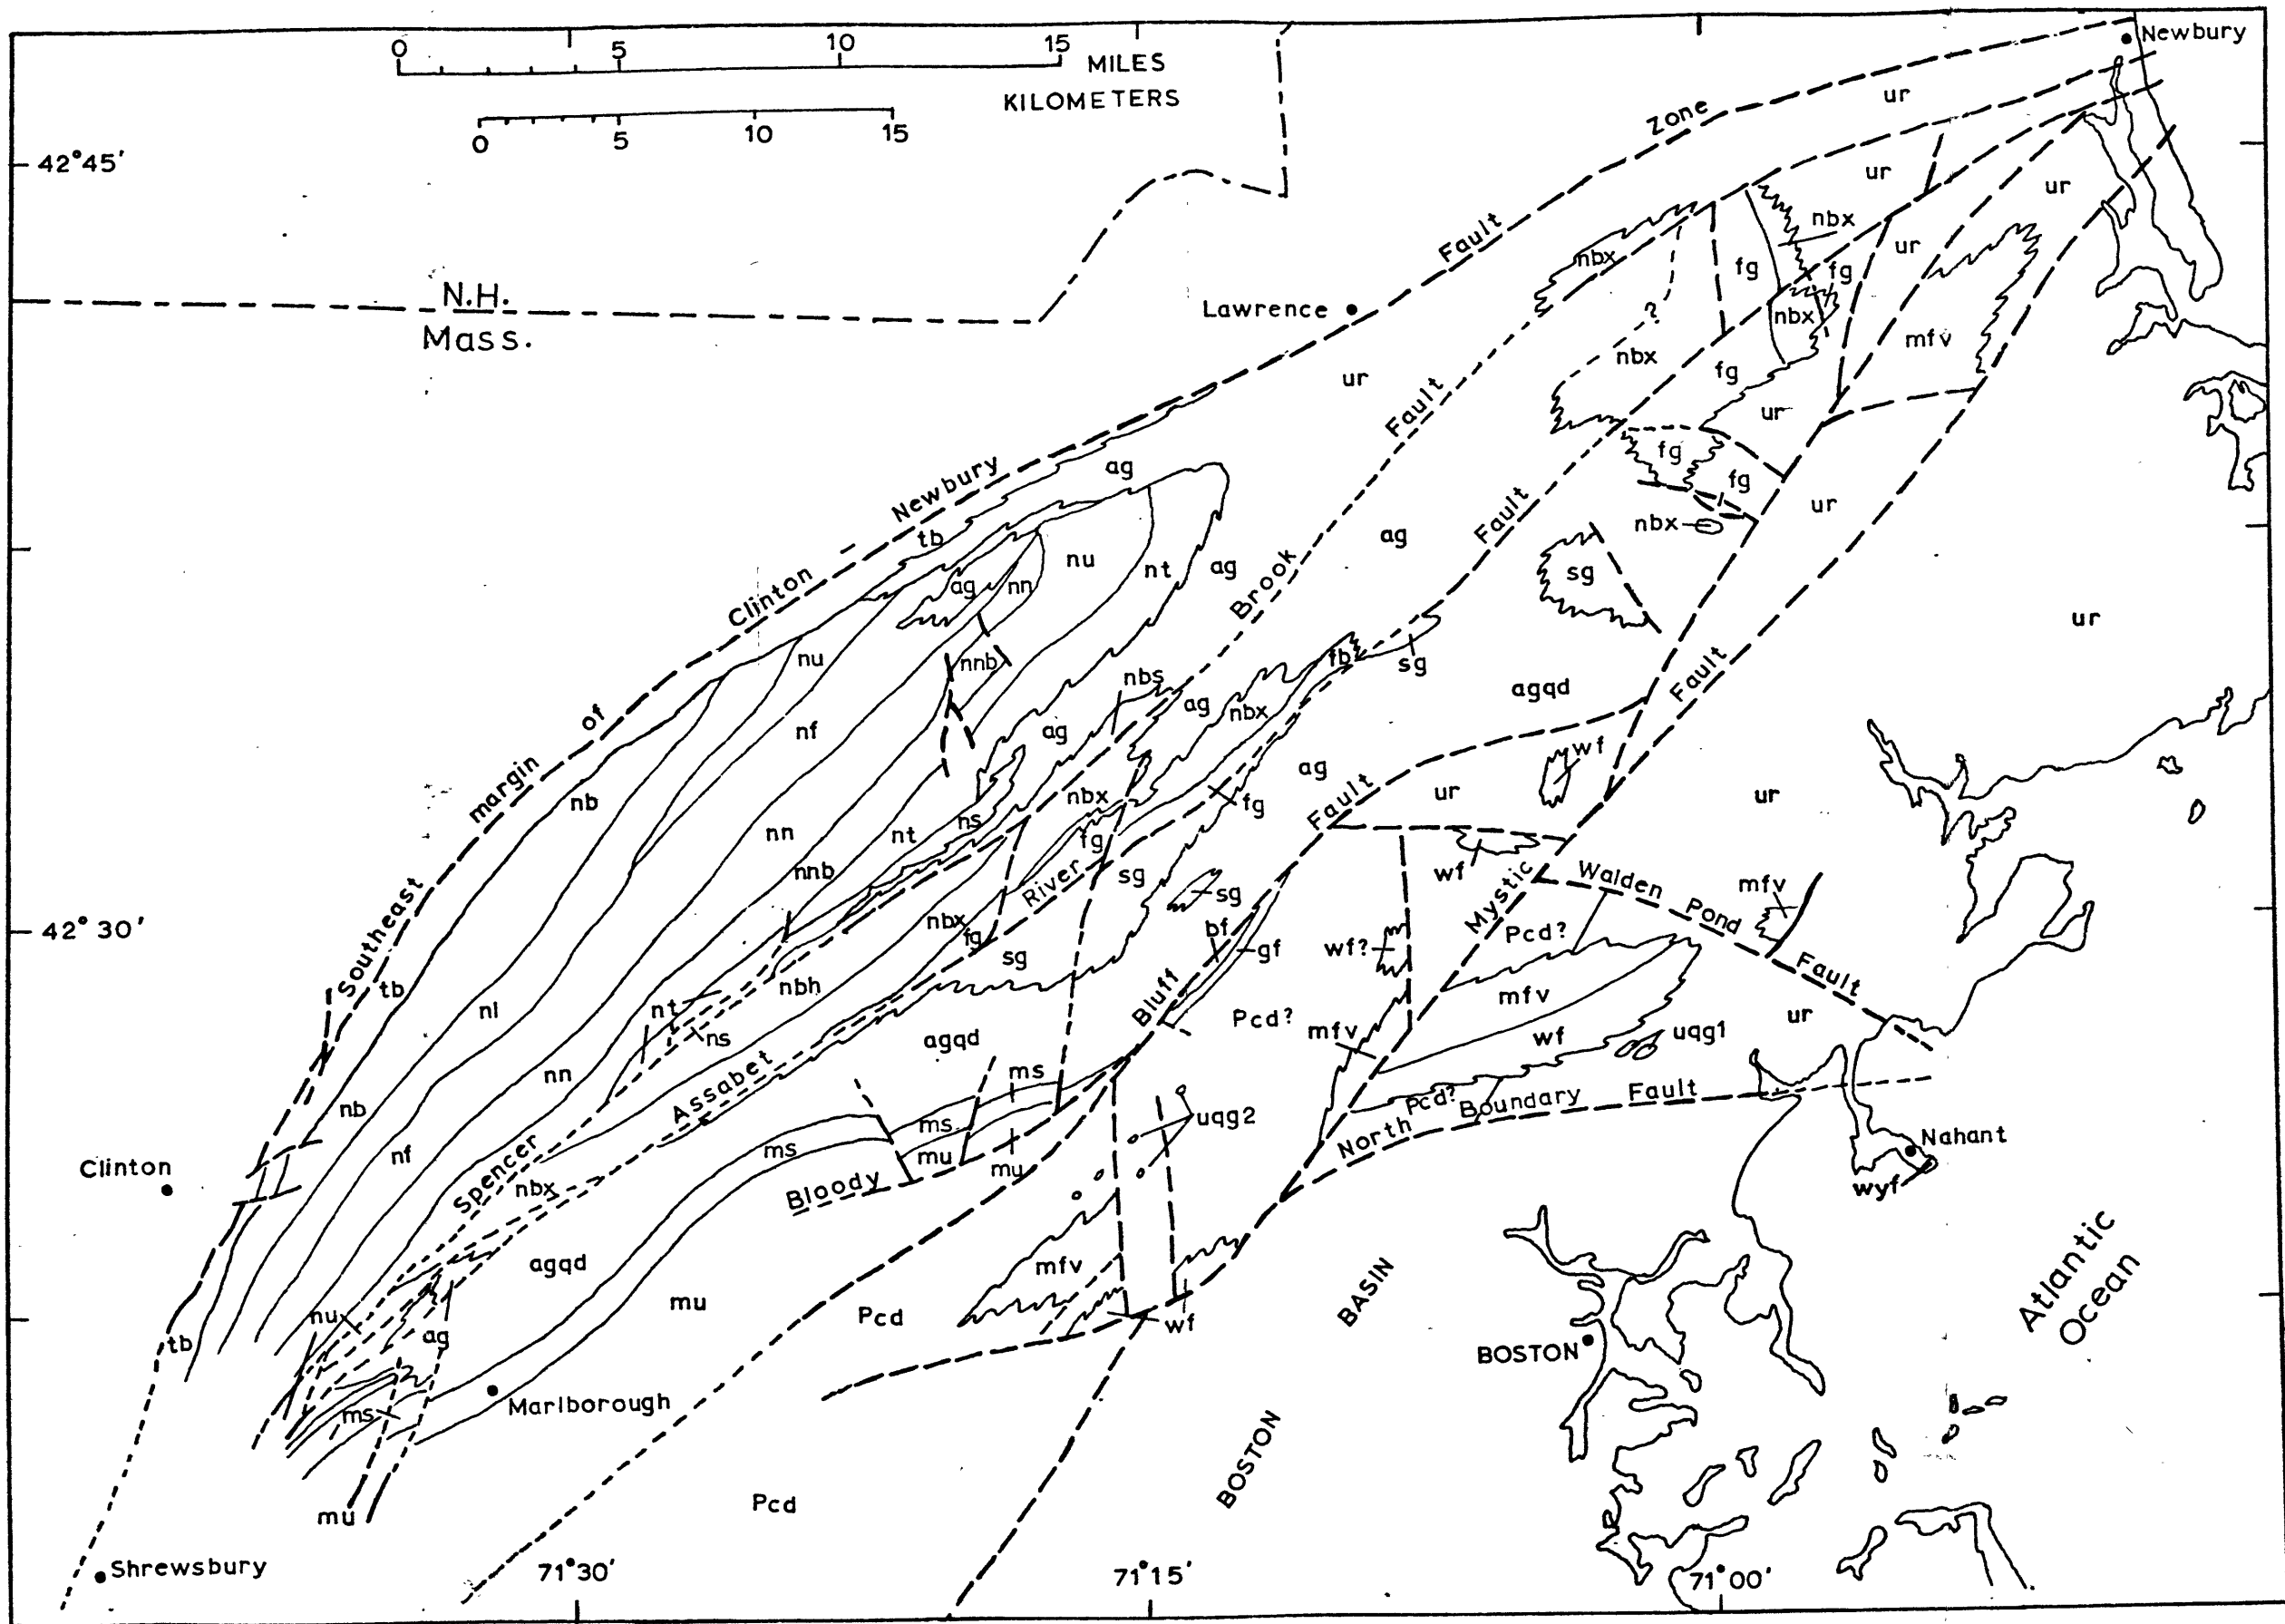 0 5 10 15
MILES
KILOMETERS
0 5 10 15
Newbury
42°45'
N.H.
Mass.
Lawrence
Southeast margin of Clinton Newbury Fault Zone
ur
ur
ur
nbx
nbx
fg
fg
ur
nbx
mfv
?
nbx
fg
ur
ur
ag
fg
fg
ur
nbx
tb
ag
nu
nt
ag
ag
nn
sg
ur
nu
nnb
nbs
fb
sg
agqd
nf
ag
ag
nbx
wf
ag
nb
nbx
fg
ur
ur
nn
nt
ns
fg
wf
nnb
sg
sg
mfv
Spencer Brook Fault
Assabet River Fault
Bloody Bluff Fault
Mystic Fault
Walden Pond Fault
42°30'
nbx
fg
sg
bf
gf
wf?
Pcd?
tb
nl
nt
nbh
Pcd?
mfv
mfv
ur
ns
agqd
wf
uqg1
nn
ms
Pcd?
North Boundary Fault
nb
ms
uqg2
nf
ms
mu
mu
Nahant
Clinton
nbx
wyf
agqd
mfv
mu
Pcd
nu
ag
wf
tb
BOSTON BASIN
BOSTON
Atlantic
Ocean
Marlborough
ms
Pcd
mu
Shrewsbury
71°30'
71°15'
71°00'